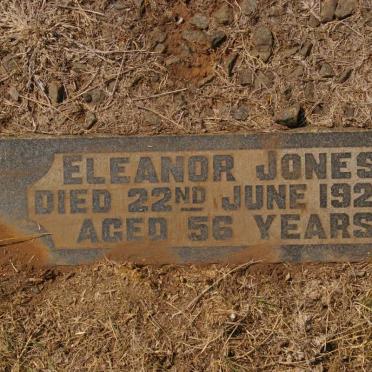 ELEANOR JONES
DIED 22ND JUNE 192
AGED 56 YEARS